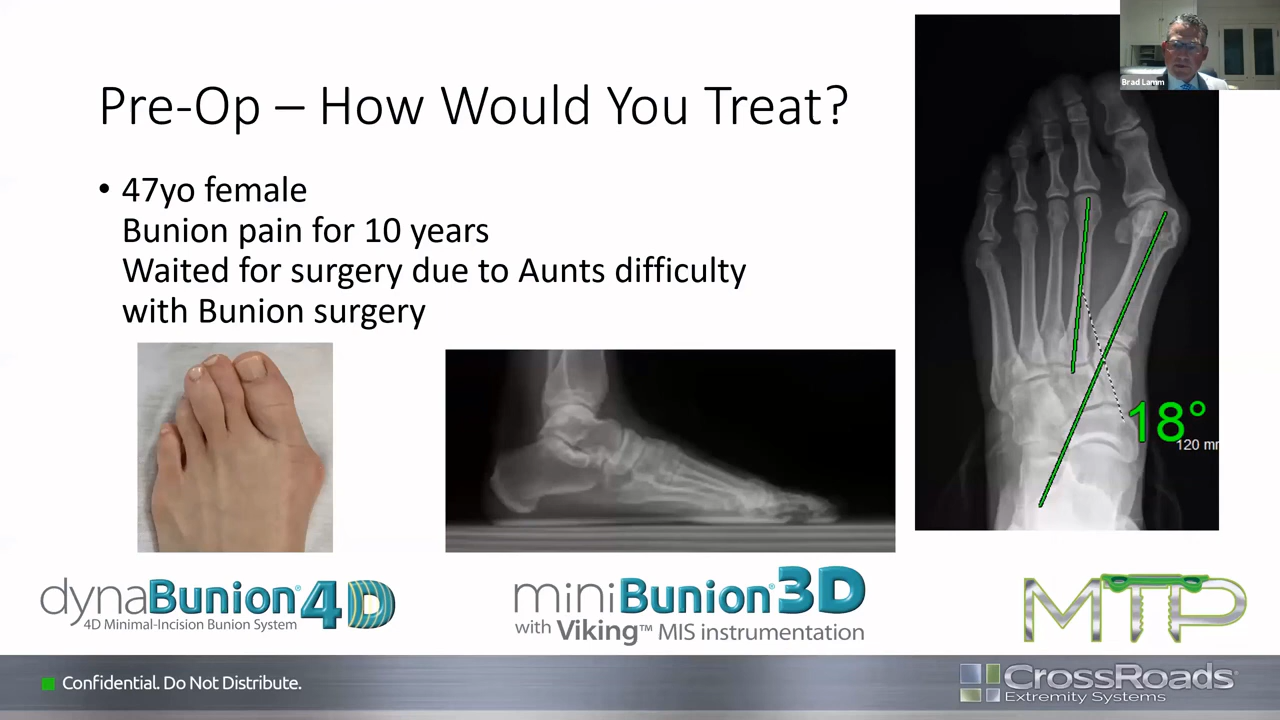 Brad Lamm
Pre-Op – How Would You Treat?
• 47yo female
Bunion pain for 10 years
Waited for surgery due to Aunts difficulty
with Bunion surgery
18°
120 mm
dynaBunion® 4D
4D Minimal-Incision Bunion System
miniBunion® 3D
with Viking™ MIS instrumentation
MTP
Confidential. Do Not Distribute.
CrossRoads®
Extremity Systems